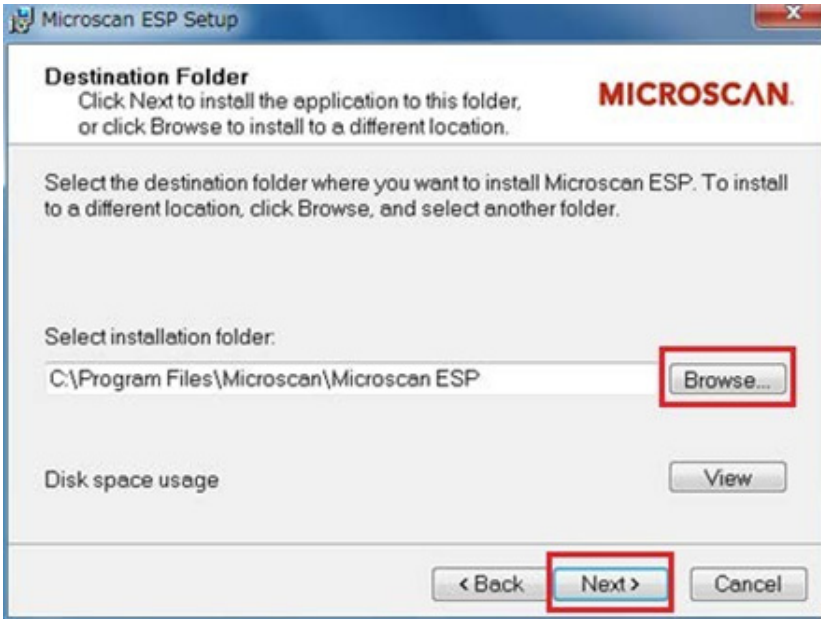 Microscan ESP Setup
Destination Folder
Click Next to install the application to this folder,
or click Browse to install to a different location.
MICROSCAN.
Select the destination folder where you want to install Microscan ESP. To install
to a different location, click Browse, and select another folder.
Select installation folder:
C:\Program Files\Microscan\Microscan ESP
Browse...
Disk space usage
View
< Back
Next >
Cancel